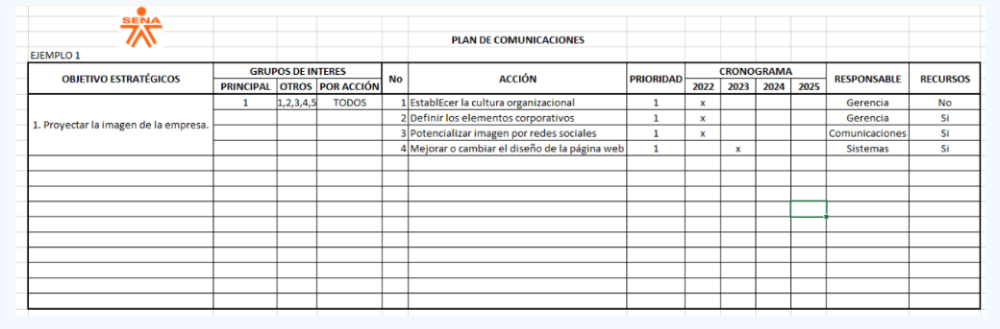 SENA
PLAN DE COMUNICACIONES
EJEMPLO 1
OBJETIVO ESTRATÉGICOS GRUPOS DE INTERES No ACCIÓN PRIORIDAD CRONOGRAMA RESPONSABLE RECURSOS
PRINCIPAL OTROS POR ACCIÓN 2022 2023 2024 2025
1. Proyectar la imagen de la empresa. 1 1,2,3,4,5 TODOS 1 EstablEcer la cultura organizacional 1 x Gerencia No
2 Definir los elementos corporativos 1 x Gerencia Si
3 Potencializar imagen por redes sociales 1 x Comunicaciones Si
4 Mejorar o cambiar el diseño de la página web 1 x Sistemas Si